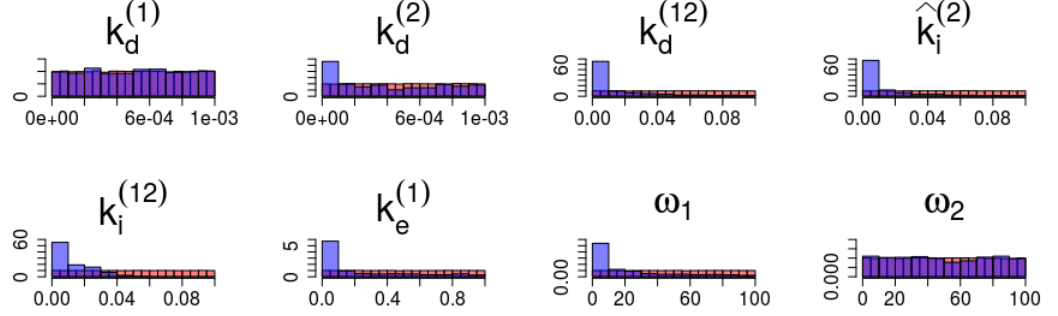 k_d^(1) k_d^(2) k_d^(12) k̂_i^(2)
0 0 0 60 0 60
0e+00 6e-04 1e-03 0e+00 6e-04 1e-03 0.00 0.04 0.08 0.00 0.04 0.08
k_i^(12) k_e^(1) ω₁ ω₂
0 60 0 5 0.00 0.000
0.00 0.04 0.0 0.4 0.8 0 20 60 100 0 20 60 100